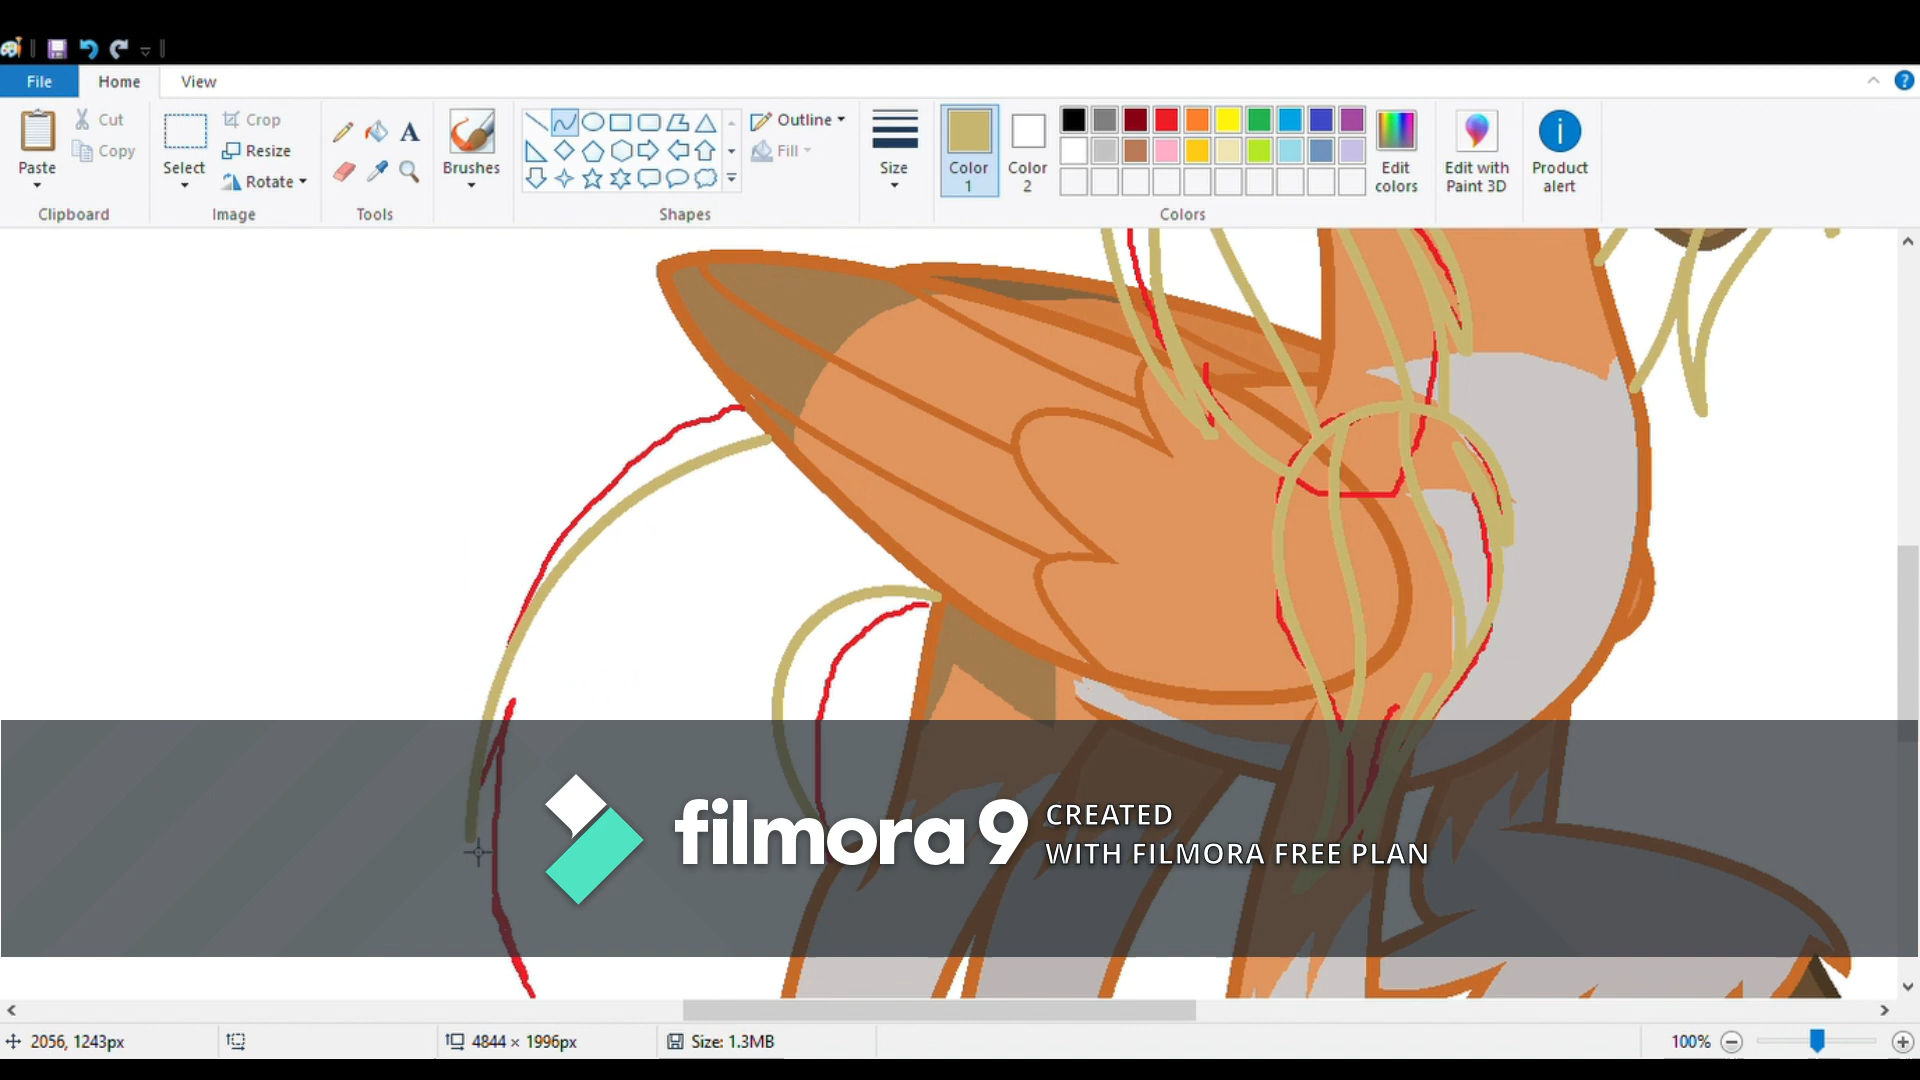 File Home View
Paste
Cut
Copy
Clipboard
Select
Crop
Resize
Rotate
Image
A
Tools
Brushes
Outline
Fill
Shapes
Size
Color
1
Color
2
Edit
colors
Colors
Edit with
Paint 3D
Product
alert
filmora9
CREATED
WITH FILMORA FREE PLAN
2056, 1243px
4844 × 1996px
Size: 1.3MB
100%